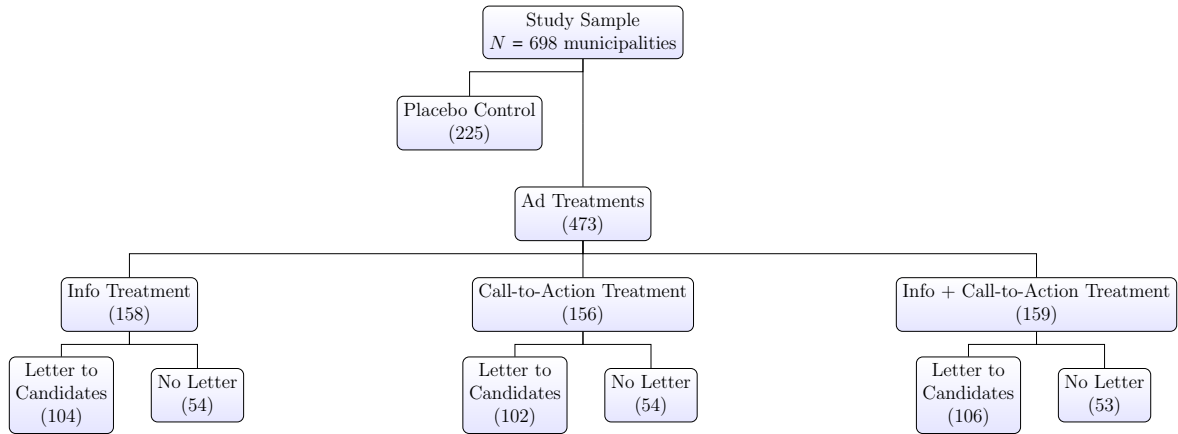 Study Sample
N = 698 municipalities
Placebo Control
(225)
Ad Treatments
(473)
Info Treatment
(158)
Call-to-Action Treatment
(156)
Info + Call-to-Action Treatment
(159)
Letter to
Candidates
(104)
No Letter
(54)
Letter to
Candidates
(102)
No Letter
(54)
Letter to
Candidates
(106)
No Letter
(53)